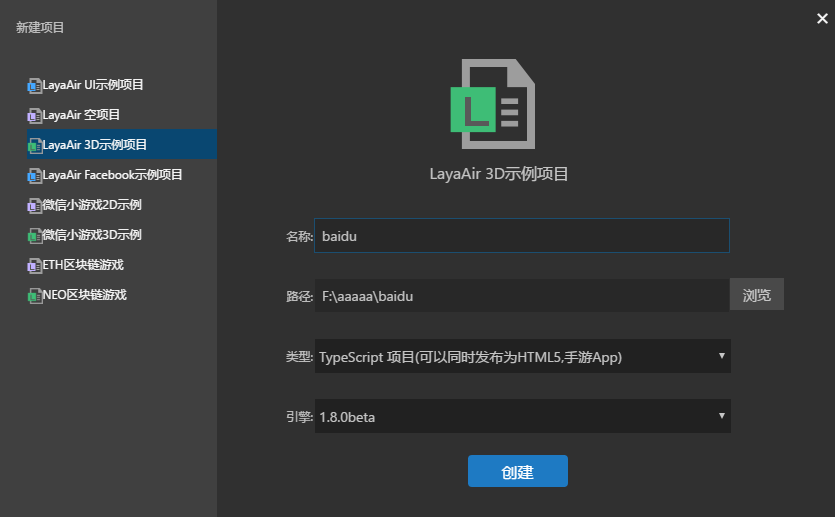 新建项目
LayaAir UI示例项目
LayaAir 空项目
LayaAir 3D示例项目
LayaAir Facebook示例项目
微信小游戏2D示例
微信小游戏3D示例
ETH区块链游戏
NEO区块链游戏
LayaAir 3D示例项目
名称: baidu
路径: F:\aaaaa\baidu 浏览
类型: TypeScript 项目(可以同时发布为HTML5,手游App)
引擎: 1.8.0beta
创建